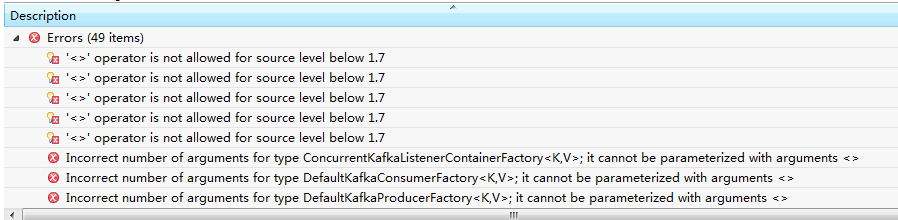 Description
Errors (49 items)
'<>' operator is not allowed for source level below 1.7
'<>' operator is not allowed for source level below 1.7
'<>' operator is not allowed for source level below 1.7
'<>' operator is not allowed for source level below 1.7
'<>' operator is not allowed for source level below 1.7
Incorrect number of arguments for type ConcurrentKafkaListenerContainerFactory<K,V>; it cannot be parameterized with arguments <>
Incorrect number of arguments for type DefaultKafkaConsumerFactory<K,V>; it cannot be parameterized with arguments <>
Incorrect number of arguments for type DefaultKafkaProducerFactory<K,V>; it cannot be parameterized with arguments <>